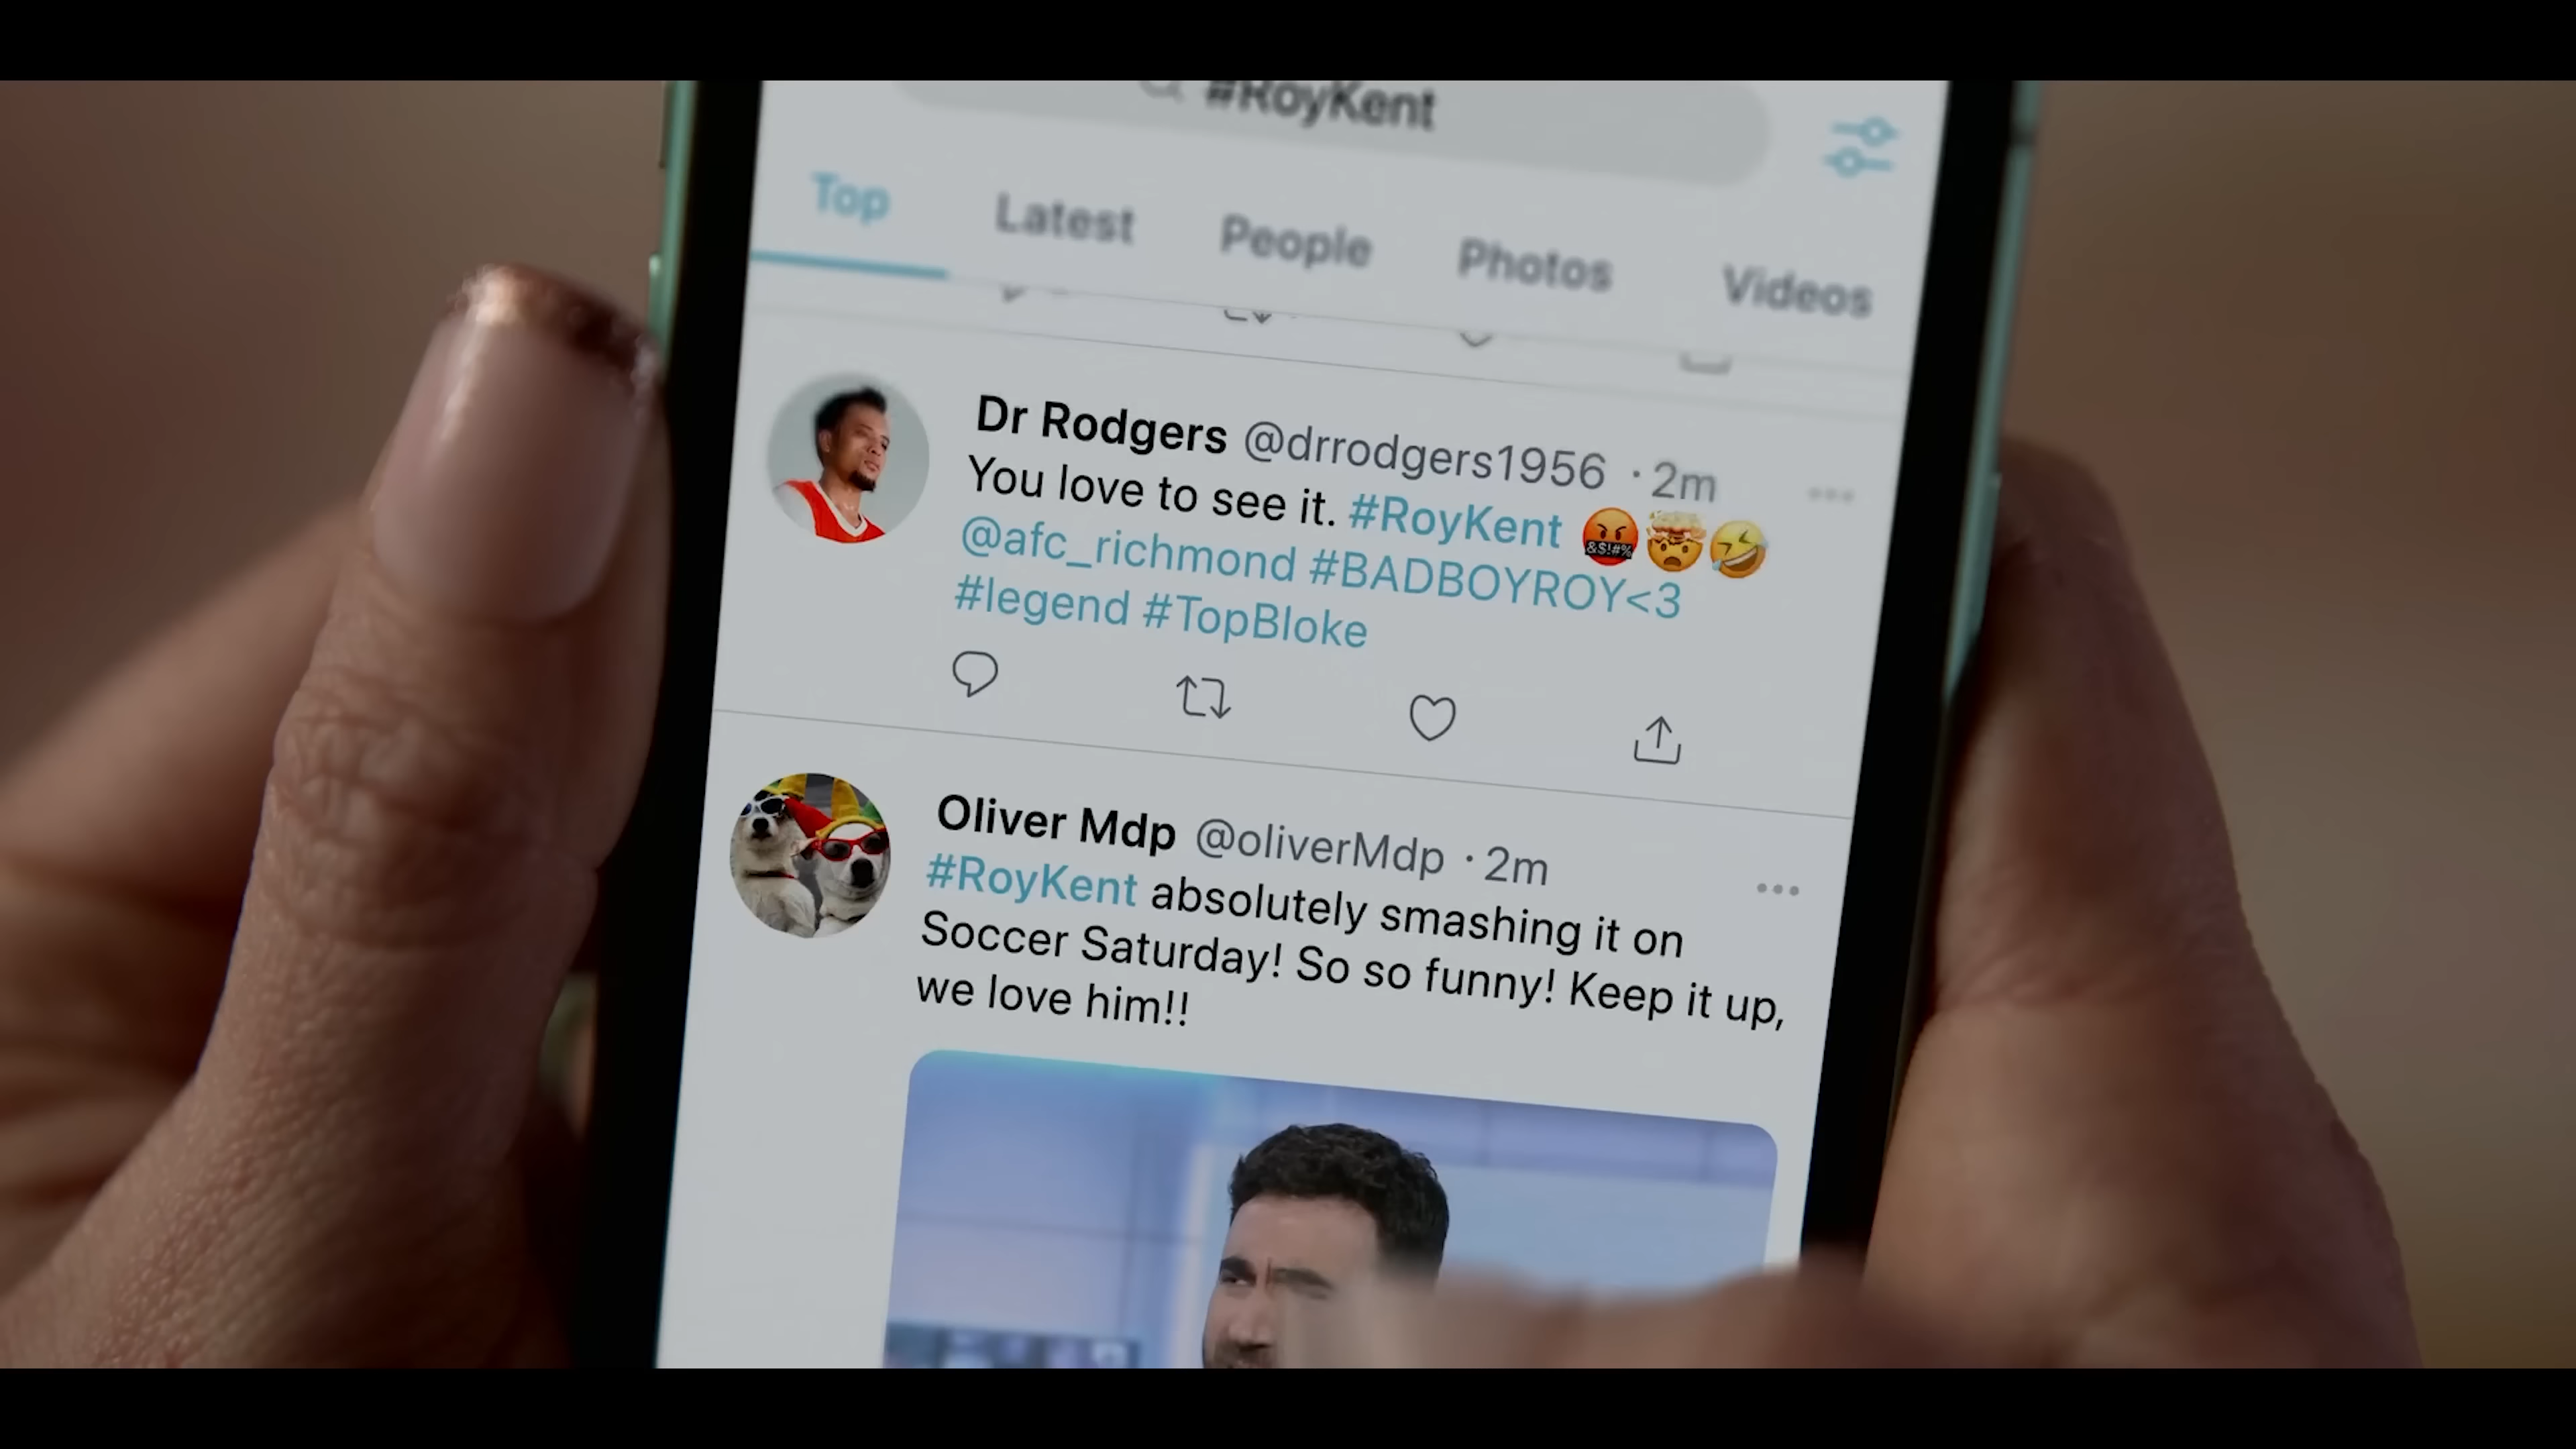 #RoyKent
Top Latest People Photos Videos
Dr Rodgers @drrodgers1956 · 2m
You love to see it. #RoyKent 🤬🤯🤣
@afc_richmond #BADBOYROY<3
#legend #TopBloke
Oliver Mdp @oliverMdp · 2m
#RoyKent absolutely smashing it on
Soccer Saturday! So so funny! Keep it up,
we love him!!